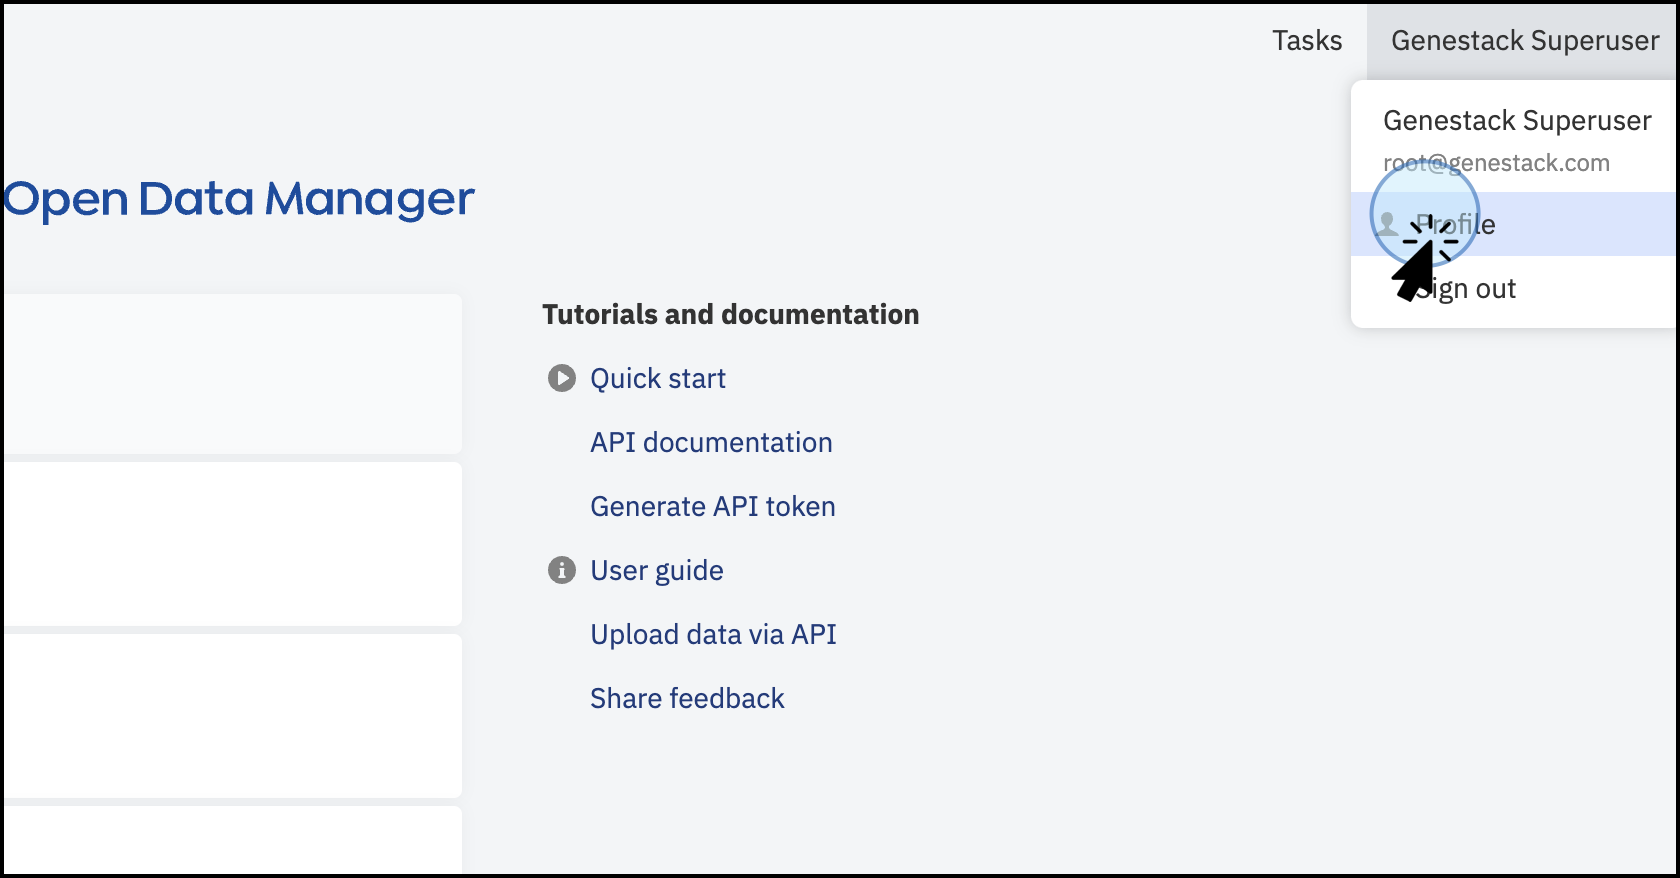 Tasks
Genestack Superuser
Genestack Superuser
root@genestack.com
Profile
Sign out
Open Data Manager
Tutorials and documentation
Quick start
API documentation
Generate API token
User guide
Upload data via API
Share feedback